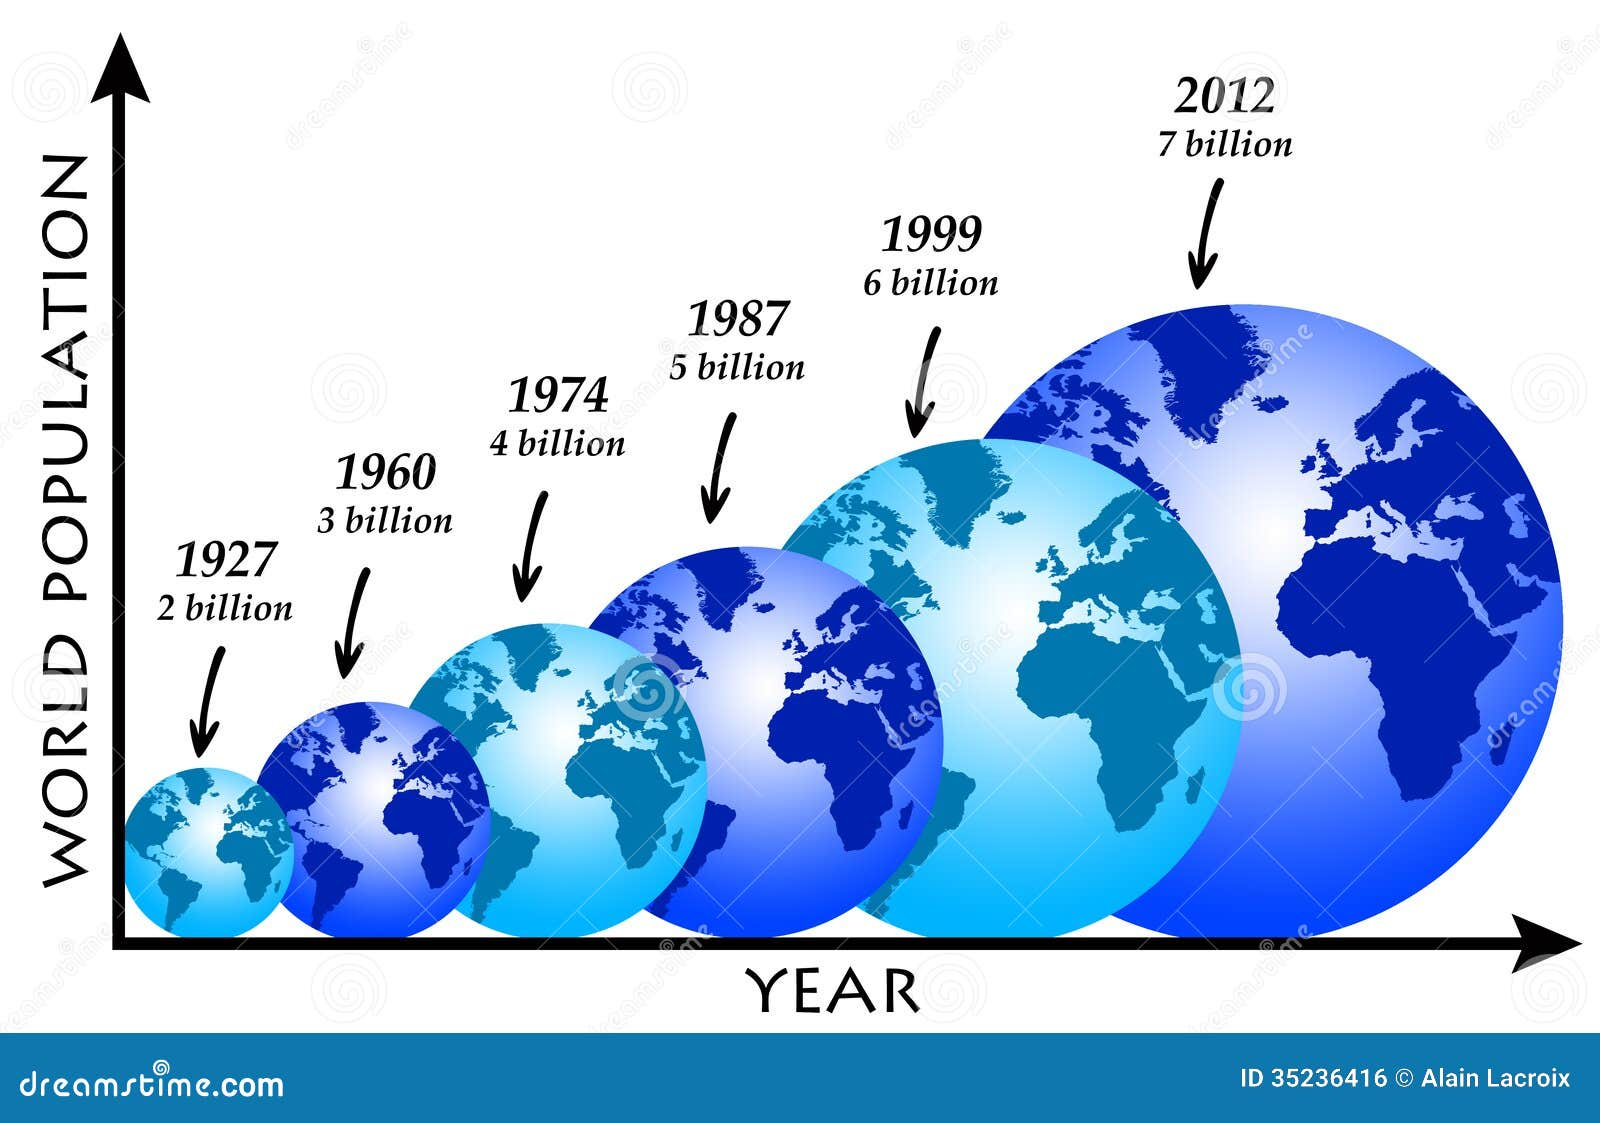 WORLD POPULATION
1927
2 billion
1960
3 billion
1974
4 billion
1987
5 billion
1999
6 billion
2012
7 billion
YEAR
dreamstime.com
ID 35236416 © Alain Lacroix
dreamstime